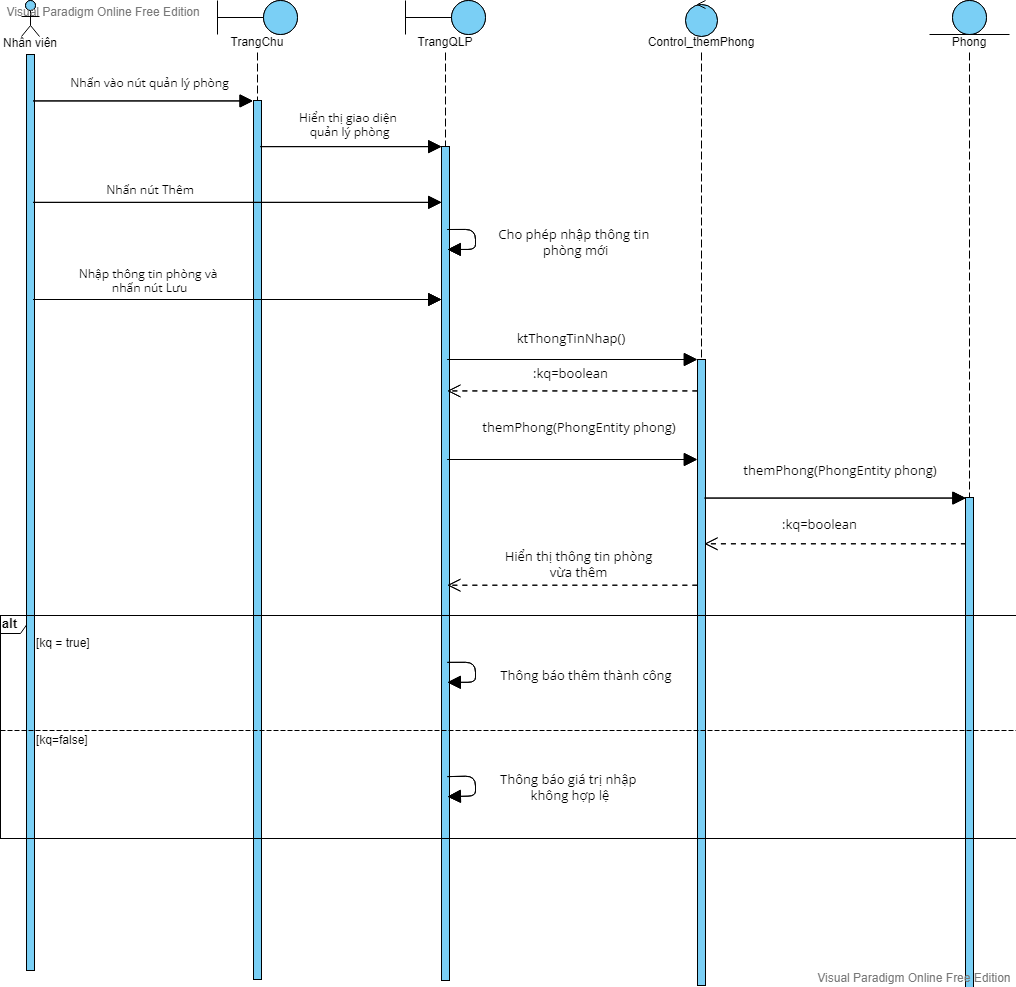 Visual Paradigm Online Free Edition
Nhân viên
TrangChu
TrangQLP
Control_themPhong
Phong
Nhấn vào nút quản lý phòng
Hiển thị giao diện
quản lý phòng
Nhấn nút Thêm
Cho phép nhập thông tin
phòng mới
Nhập thông tin phòng và
nhấn nút Lưu
ktThongTinNhap()
:kq=boolean
themPhong(PhongEntity phong)
themPhong(PhongEntity phong)
:kq=boolean
Hiển thị thông tin phòng
vừa thêm
alt
[kq = true]
Thông báo thêm thành công
[kq=false]
Thông báo giá trị nhập
không hợp lệ
Visual Paradigm Online Free Edition